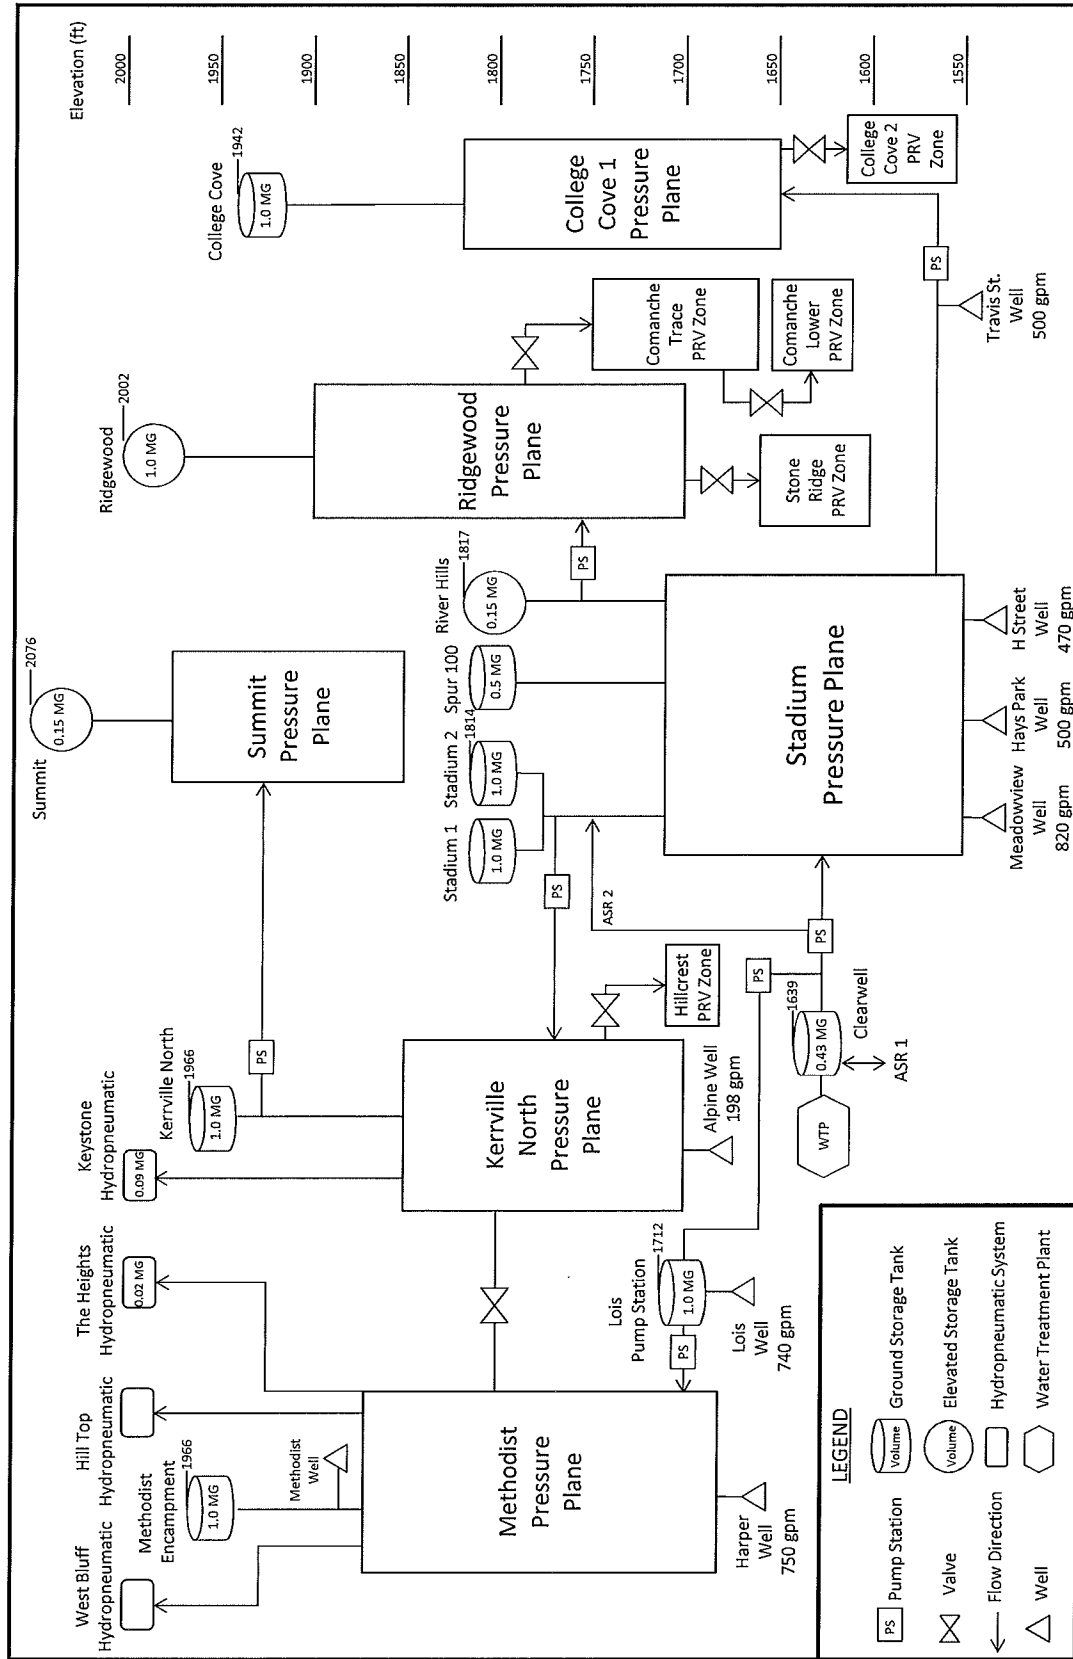 Elevation (ft)
2000
1950
1900
1850
1800
1750
1700
1650
1600
1550
West Bluff
Hydropneumatic
Hill Top
Hydropneumatic
The Heights
Hydropneumatic
0.02 MG
Keystone
Hydropneumatic
0.09 MG
Methodist
Encampment
1966
1.0 MG
Methodist
Well
Kerrville North
1966
1.0 MG
PS
Summit
2076
0.15 MG
Summit
Pressure
Plane
Ridgewood
2002
1.0 MG
College Cove
1942
1.0 MG
Methodist
Pressure
Plane
Harper
Well
750 gpm
Kerrville
North
Pressure
Plane
Alpine Well
198 gpm
Hillcrest
PRV Zone
Lois
Pump Station
1712
1.0 MG
PS
Lois
Well
740 gpm
Stadium 1
1.0 MG
Stadium 2
1814
1.0 MG
Spur 100
0.5 MG
River Hills
1817
0.15 MG
PS
PS
ASR 2
Stadium
Pressure Plane
Ridgewood
Pressure
Plane
Comanche
Trace
PRV Zone
Comanche
Lower
PRV Zone
Stone
Ridge
PRV Zone
College
Cove 1
Pressure
Plane
College
Cove 2
PRV
Zone
PS
PS
PS
WTP
1639
0.43 MG
Clearwell
ASR 1
Meadowview
Well
820 gpm
Hays Park
Well
500 gpm
H Street
Well
470 gpm
Travis St.
Well
500 gpm
LEGEND
PS Pump Station
Valve
Flow Direction
Well
Volume Ground Storage Tank
Volume Elevated Storage Tank
Hydropneumatic System
Water Treatment Plant